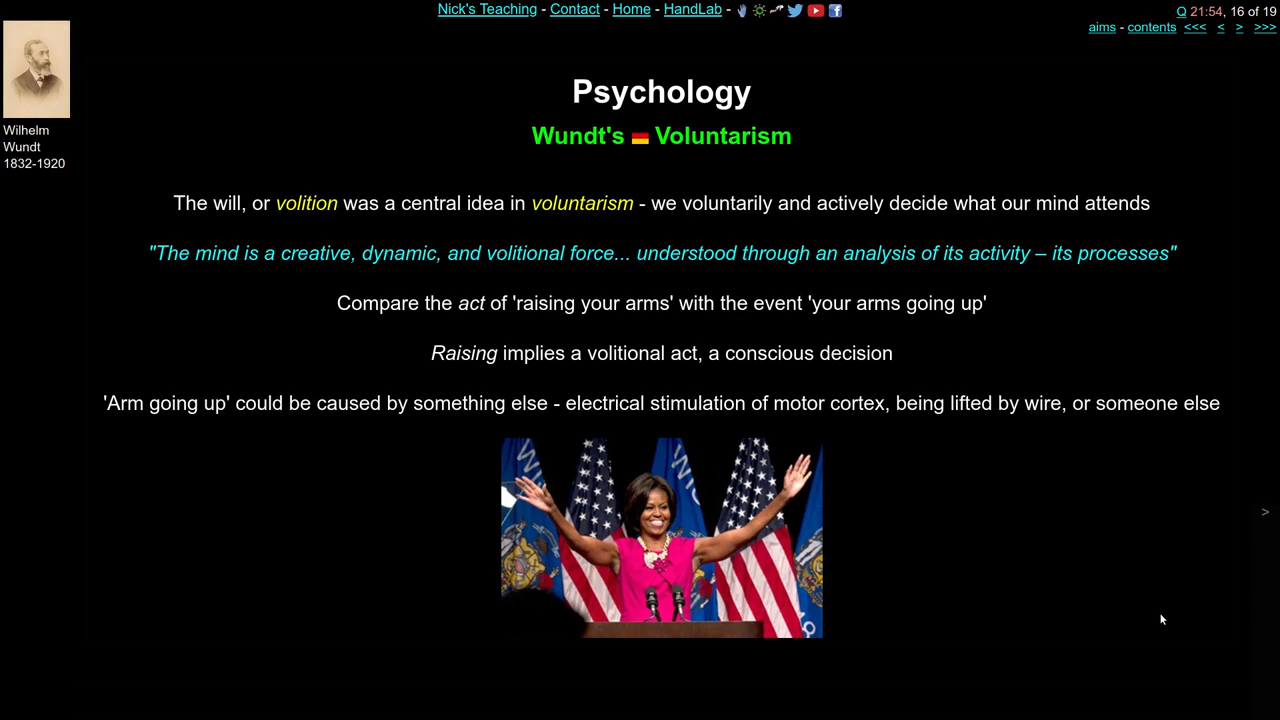 Nick's Teaching - Contact - Home - HandLab -
Q 21:54, 16 of 19
aims - contents <<< < > >>>
Wilhelm
Wundt
1832-1920
Psychology
Wundt's Voluntarism
The will, or volition was a central idea in voluntarism - we voluntarily and actively decide what our mind attends
"The mind is a creative, dynamic, and volitional force... understood through an analysis of its activity – its processes"
Compare the act of 'raising your arms' with the event 'your arms going up'
Raising implies a volitional act, a conscious decision
'Arm going up' could be caused by something else - electrical stimulation of motor cortex, being lifted by wire, or someone else
>